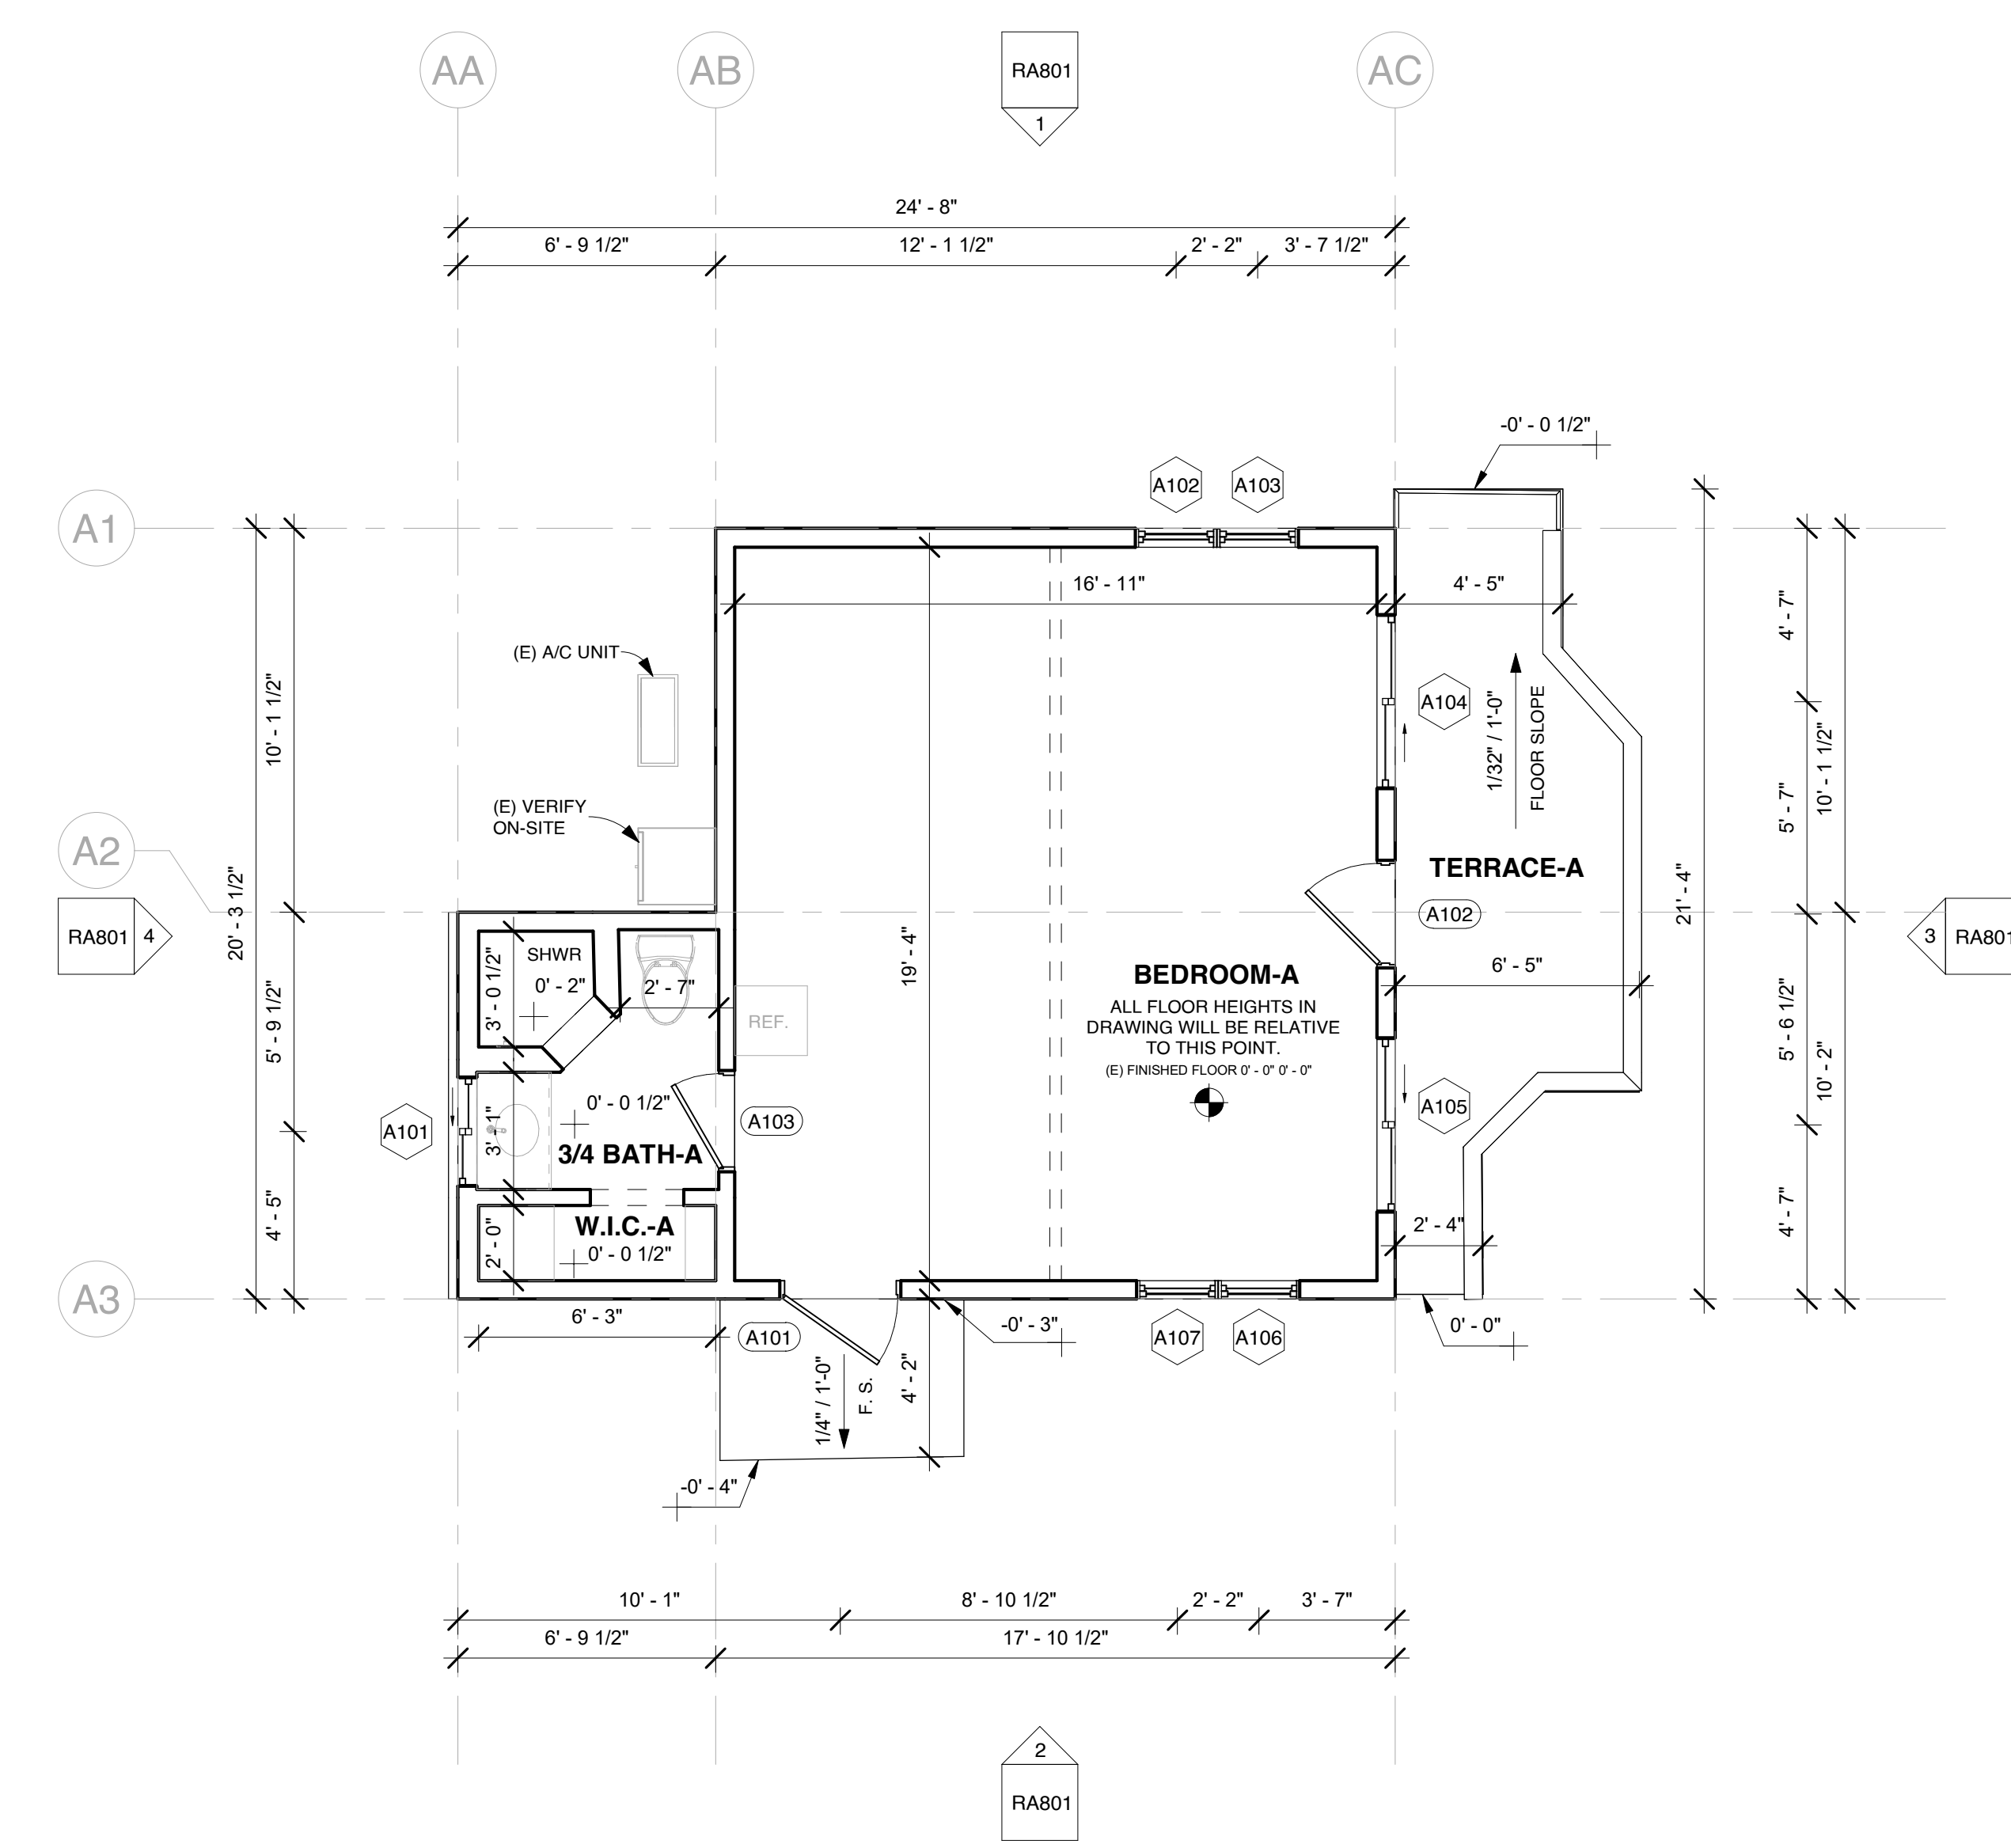 AA
AB
AC
RA801
1
24' - 8"
6' - 9 1/2"
12' - 1 1/2"
2' - 2"
3' - 7 1/2"
-0' - 0 1/2"
A1
A102
A103
16' - 11"
4' - 5"
4' - 7"
(E) A/C UNIT
10' - 1 1/2"
A104
1/32" / 1'-0"
FLOOR SLOPE
5' - 7"
10' - 1 1/2"
(E) VERIFY
ON-SITE
A2
TERRACE-A
A102
21' - 4"
20' - 3 1/2"
RA801
4
3
RA801
19' - 4"
SHWR
0' - 2"
3' - 0 1/2"
2' - 7"
REF.
BEDROOM-A
ALL FLOOR HEIGHTS IN
DRAWING WILL BE RELATIVE
TO THIS POINT.
(E) FINISHED FLOOR 0' - 0" 0' - 0"
6' - 5"
5' - 9 1/2"
5' - 6 1/2"
10' - 2"
A101
3' - 1"
0' - 0 1/2"
3/4 BATH-A
A103
A105
4' - 5"
2' - 0"
W.I.C.-A
0' - 0 1/2"
2' - 4"
4' - 7"
A3
6' - 3"
A101
-0' - 3"
A107
A106
0' - 0"
1/4" / 1'-0"
F. S.
4' - 2"
-0' - 4"
10' - 1"
8' - 10 1/2"
2' - 2"
3' - 7"
6' - 9 1/2"
17' - 10 1/2"
2
RA801